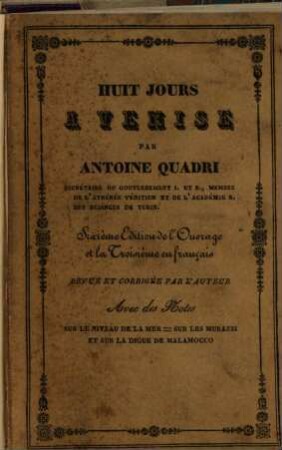 HUIT JOURS
A VENISE
PAR
ANTOINE QUADRI
SECRÉTAIRE DU GOUVERNEMENT I. ET R., MEMBRE
DE L'ATHÉNÉE VÉNITIEN ET DE L'ACADÉMIE R.
DES SCIENCES DE TURIN.
Sixième Edition de l'Ouvrage
et la Troisième en français
REVUE ET CORRIGÉE PAR L'AUTEUR
Avec des Notes
SUR LE NIVEAU DE LA MER — SUR LES MURAZZI
ET SUR LA DIGUE DE MALAMOCCO